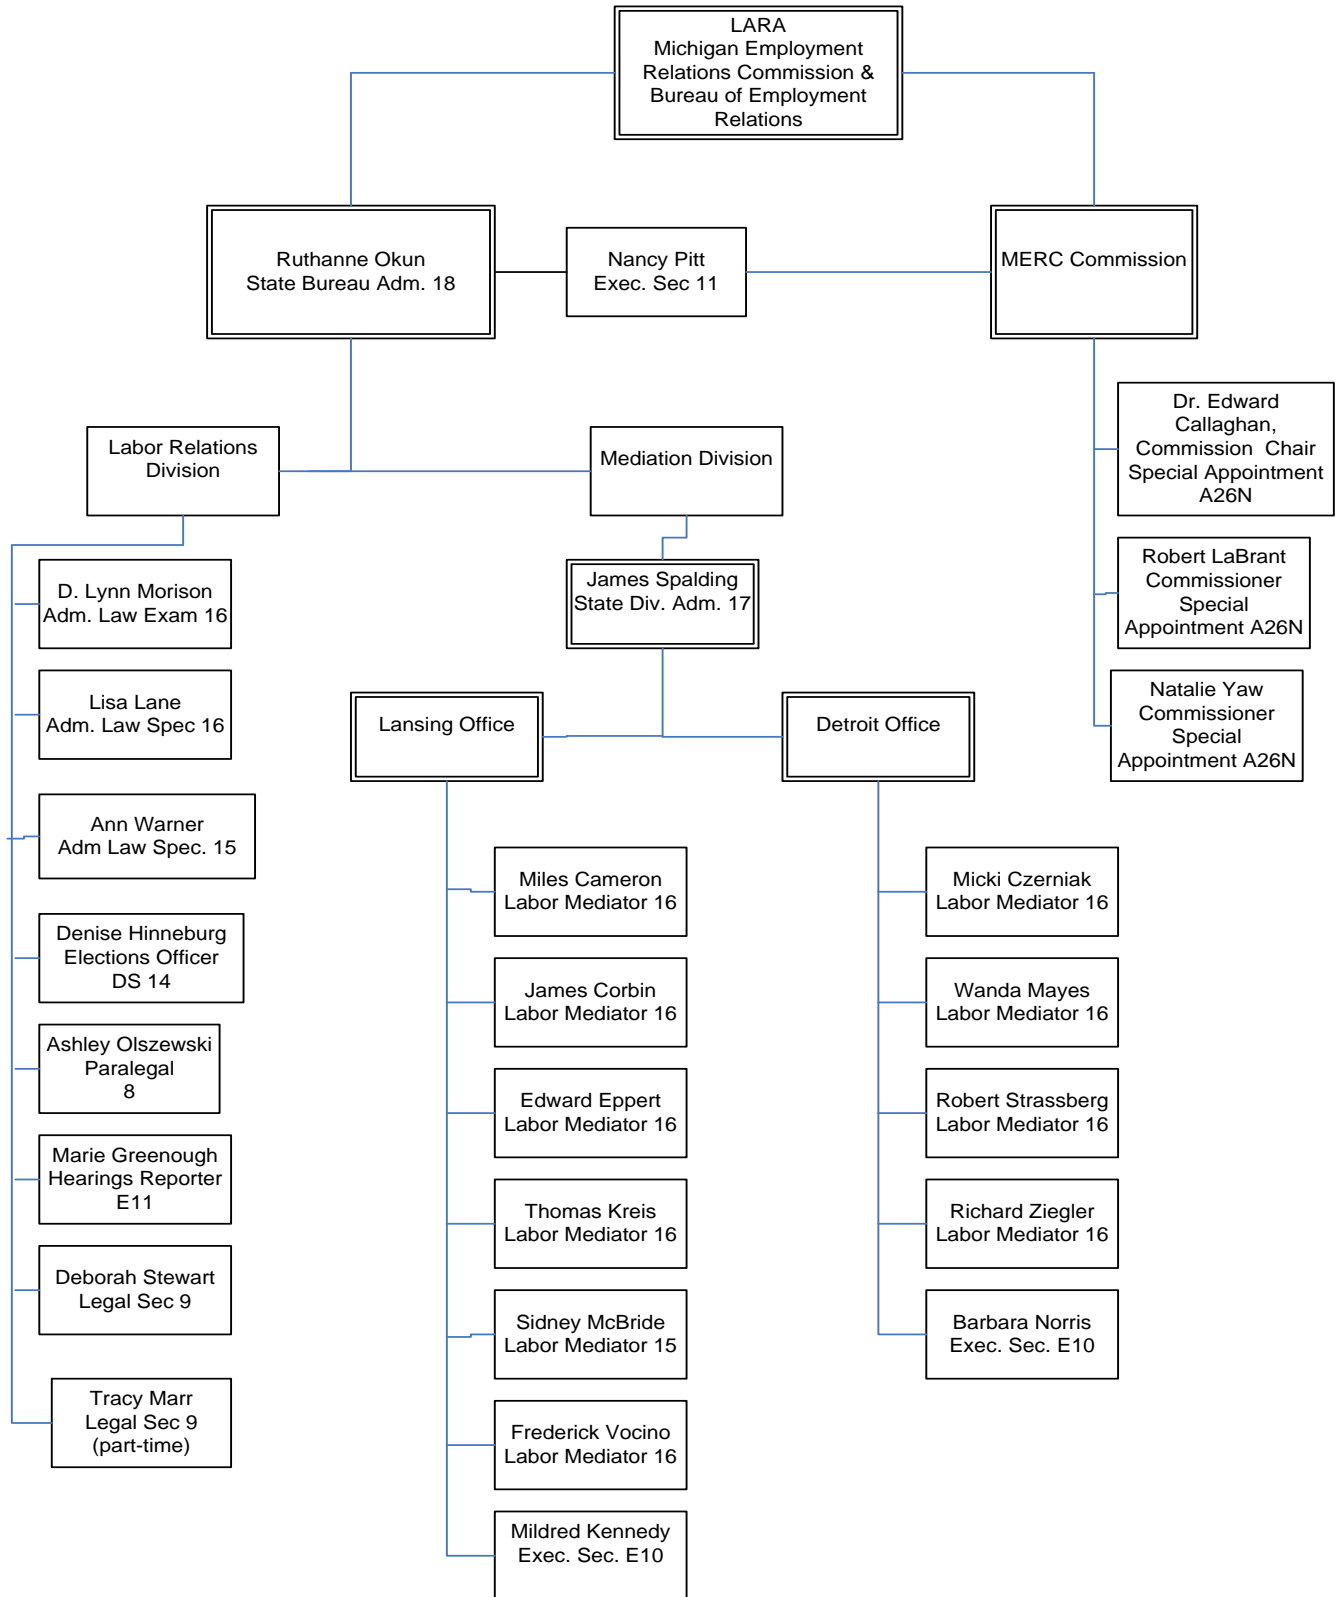 LARA
Michigan Employment
Relations Commission &
Bureau of Employment
Relations
Ruthanne Okun
State Bureau Adm. 18
Nancy Pitt
Exec. Sec 11
MERC Commission
Dr. Edward
Callaghan,
Commission Chair
Special Appointment
A26N
Robert LaBrant
Commissioner
Special
Appointment A26N
Natalie Yaw
Commissioner
Special
Appointment A26N
Labor Relations
Division
Mediation Division
James Spalding
State Div. Adm. 17
D. Lynn Morison
Adm. Law Exam 16
Lisa Lane
Adm. Law Spec 16
Ann Warner
Adm Law Spec. 15
Denise Hinneburg
Elections Officer
DS 14
Ashley Olszewski
Paralegal
8
Marie Greenough
Hearings Reporter
E11
Deborah Stewart
Legal Sec 9
Tracy Marr
Legal Sec 9
(part-time)
Lansing Office
Miles Cameron
Labor Mediator 16
James Corbin
Labor Mediator 16
Edward Eppert
Labor Mediator 16
Thomas Kreis
Labor Mediator 16
Sidney McBride
Labor Mediator 15
Frederick Vocino
Labor Mediator 16
Mildred Kennedy
Exec. Sec. E10
Detroit Office
Micki Czerniak
Labor Mediator 16
Wanda Mayes
Labor Mediator 16
Robert Strassberg
Labor Mediator 16
Richard Ziegler
Labor Mediator 16
Barbara Norris
Exec. Sec. E10